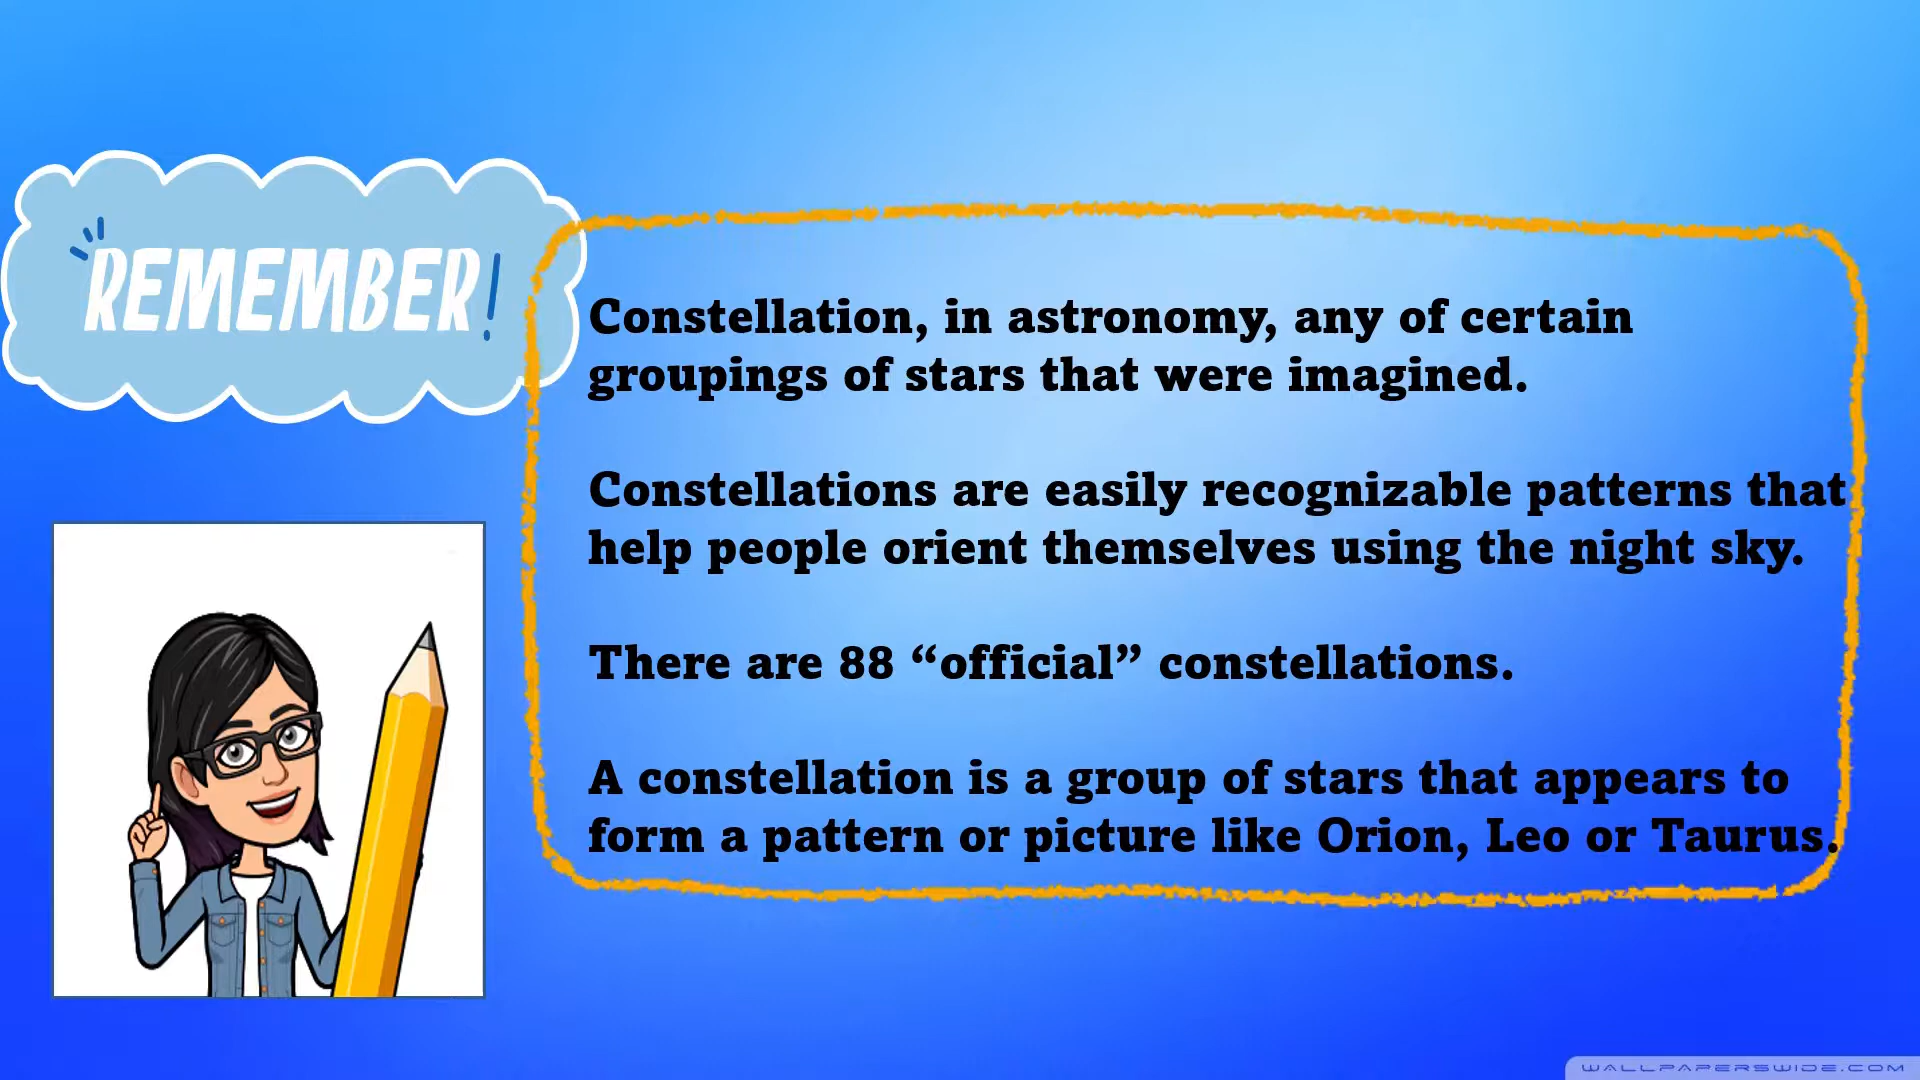 REMEMBER!
Constellation, in astronomy, any of certain
groupings of stars that were imagined.
Constellations are easily recognizable patterns that
help people orient themselves using the night sky.
There are 88 “official” constellations.
A constellation is a group of stars that appears to
form a pattern or picture like Orion, Leo or Taurus.
WALLPAPERSWIDE.COM